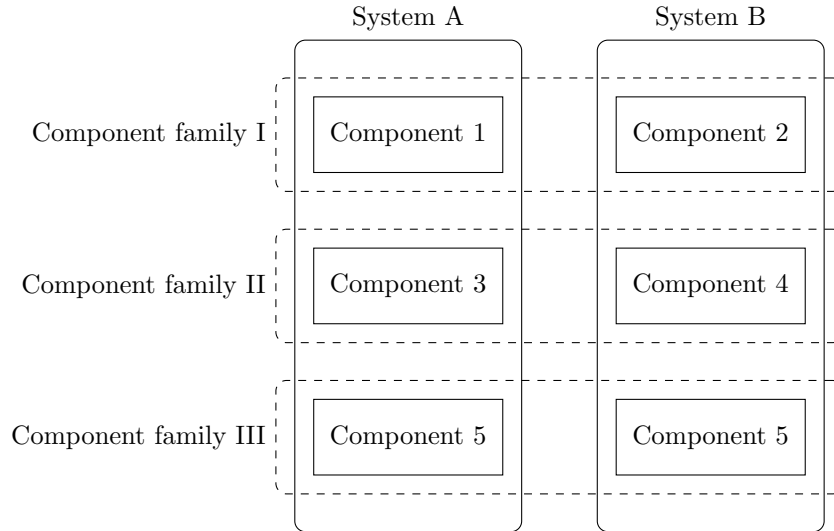 System A
System B
Component family I
Component 1
Component 2
Component family II
Component 3
Component 4
Component family III
Component 5
Component 5